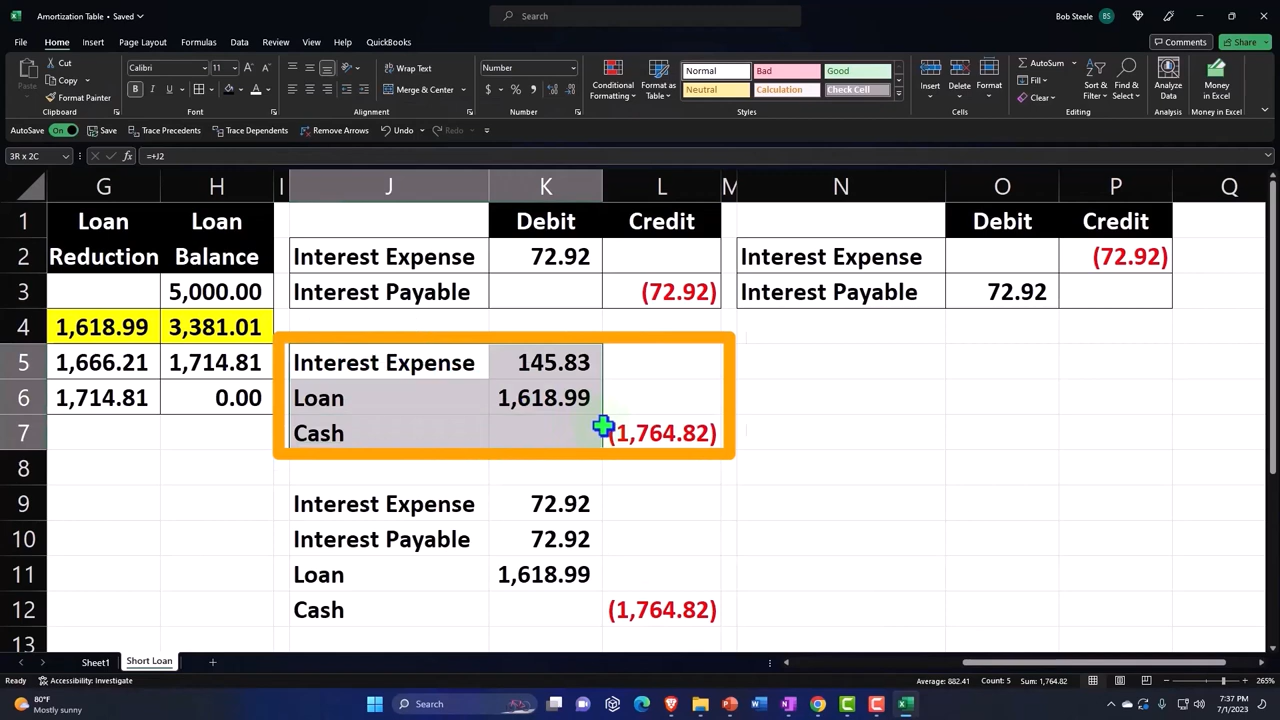 Amortization Table • Saved
Search
Bob Steele
BS
File Home Insert Page Layout Formulas Data Review View Help QuickBooks
Comments
Share
Paste
Cut
Copy
Format Painter
Clipboard
Calibri
11
B I U
Font
Wrap Text
Merge & Center
Alignment
Number
$ % 9
Number
Conditional Formatting
Format as Table
Normal Bad Good
Neutral Calculation Check Cell
Styles
Insert Delete Format
Cells
AutoSum
Fill
Clear
Sort & Filter
Find & Select
Editing
Analyze Data
Analysis
Money in Excel
Money in Excel
AutoSave On
Save
Trace Precedents
Trace Dependents
Remove Arrows
Undo
Redo
3R x 2C
fx
=+J2
G H I J K L M N O P Q
1 Loan Loan Debit Credit Debit Credit
2 Reduction Balance Interest Expense 72.92 Interest Expense (72.92)
3 5,000.00 Interest Payable (72.92) Interest Payable 72.92
4 1,618.99 3,381.01
5 1,666.21 1,714.81 Interest Expense 145.83
6 1,714.81 0.00 Loan 1,618.99
7 Cash (1,764.82)
8
9 Interest Expense 72.92
10 Interest Payable 72.92
11 Loan 1,618.99
12 Cash (1,764.82)
13
Sheet1 Short Loan
Ready
Accessibility: Investigate
Average: 882.41 Count: 5 Sum: 1,764.82
265%
80°F
Mostly sunny
Search
7:37 PM
7/1/2023